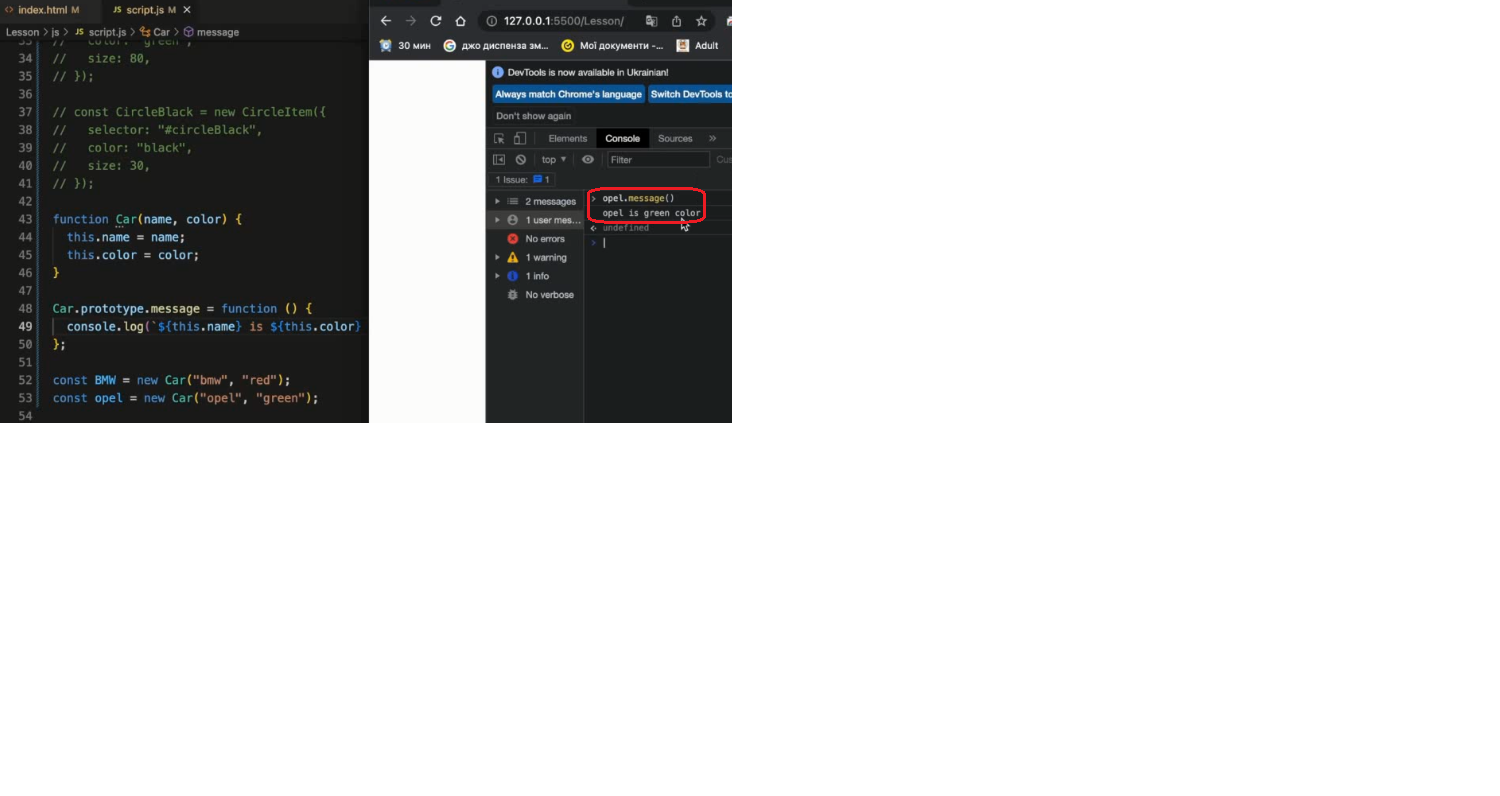 index.html M
JS script.js M
Lesson > js > JS script.js > Car > message
33 // color: "green",
34 // size: 80,
35 // });
36
37 // const CircleBlack = new CircleItem({
38 // selector: "#circleBlack",
39 // color: "black",
40 // size: 30,
41 // });
42
43 function Car(name, color) {
44 this.name = name;
45 this.color = color;
46 }
47
48 Car.prototype.message = function () {
49 console.log(`${this.name} is ${this.color}
50 };
51
52 const BMW = new Car("bmw", "red");
53 const opel = new Car("opel", "green");
54
127.0.0.1:5500/Lesson/
30 мин
джо диспенза зм...
Мої документи -...
Adult
DevTools is now available in Ukrainian!
Always match Chrome's language
Switch DevTools to
Don't show again
Elements
Console
Sources
»
top
Filter
1 Issue: 1
2 messages
1 user mes...
No errors
1 warning
1 info
No verbose
> opel.message()
opel is green color
undefined
>